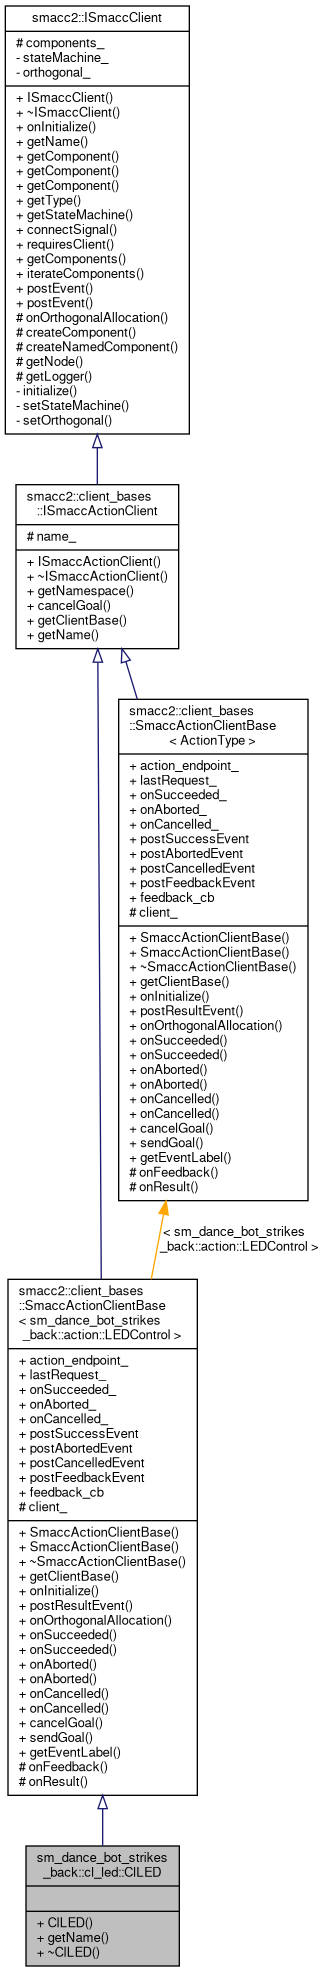 smacc2::ISmaccClient
# components_
- stateMachine_
- orthogonal_
+ ISmaccClient()
+ ~ISmaccClient()
+ onInitialize()
+ getName()
+ getComponent()
+ getComponent()
+ getComponent()
+ getType()
+ getStateMachine()
+ connectSignal()
+ requiresClient()
+ getComponents()
+ iterateComponents()
+ postEvent()
+ postEvent()
# onOrthogonalAllocation()
# createComponent()
# createNamedComponent()
# getNode()
# getLogger()
- initialize()
- setStateMachine()
- setOrthogonal()
smacc2::client_bases
::ISmaccActionClient
# name_
+ ISmaccActionClient()
+ ~ISmaccActionClient()
+ getNamespace()
+ cancelGoal()
+ getClientBase()
+ getName()
smacc2::client_bases
::SmaccActionClientBase
< ActionType >
+ action_endpoint_
+ lastRequest_
+ onSucceeded_
+ onAborted_
+ onCancelled_
+ postSuccessEvent
+ postAbortedEvent
+ postCancelledEvent
+ postFeedbackEvent
+ feedback_cb
# client_
+ SmaccActionClientBase()
+ SmaccActionClientBase()
+ ~SmaccActionClientBase()
+ getClientBase()
+ onInitialize()
+ postResultEvent()
+ onOrthogonalAllocation()
+ onSucceeded()
+ onSucceeded()
+ onAborted()
+ onAborted()
+ onCancelled()
+ onCancelled()
+ cancelGoal()
+ sendGoal()
+ getEventLabel()
# onFeedback()
# onResult()
< sm_dance_bot_strikes
_back::action::LEDControl >
smacc2::client_bases
::SmaccActionClientBase
< sm_dance_bot_strikes
_back::action::LEDControl >
+ action_endpoint_
+ lastRequest_
+ onSucceeded_
+ onAborted_
+ onCancelled_
+ postSuccessEvent
+ postAbortedEvent
+ postCancelledEvent
+ postFeedbackEvent
+ feedback_cb
# client_
+ SmaccActionClientBase()
+ SmaccActionClientBase()
+ ~SmaccActionClientBase()
+ getClientBase()
+ onInitialize()
+ postResultEvent()
+ onOrthogonalAllocation()
+ onSucceeded()
+ onSucceeded()
+ onAborted()
+ onAborted()
+ onCancelled()
+ onCancelled()
+ cancelGoal()
+ sendGoal()
+ getEventLabel()
# onFeedback()
# onResult()
sm_dance_bot_strikes
_back::cl_led::ClLED
+ ClLED()
+ getName()
+ ~ClLED()